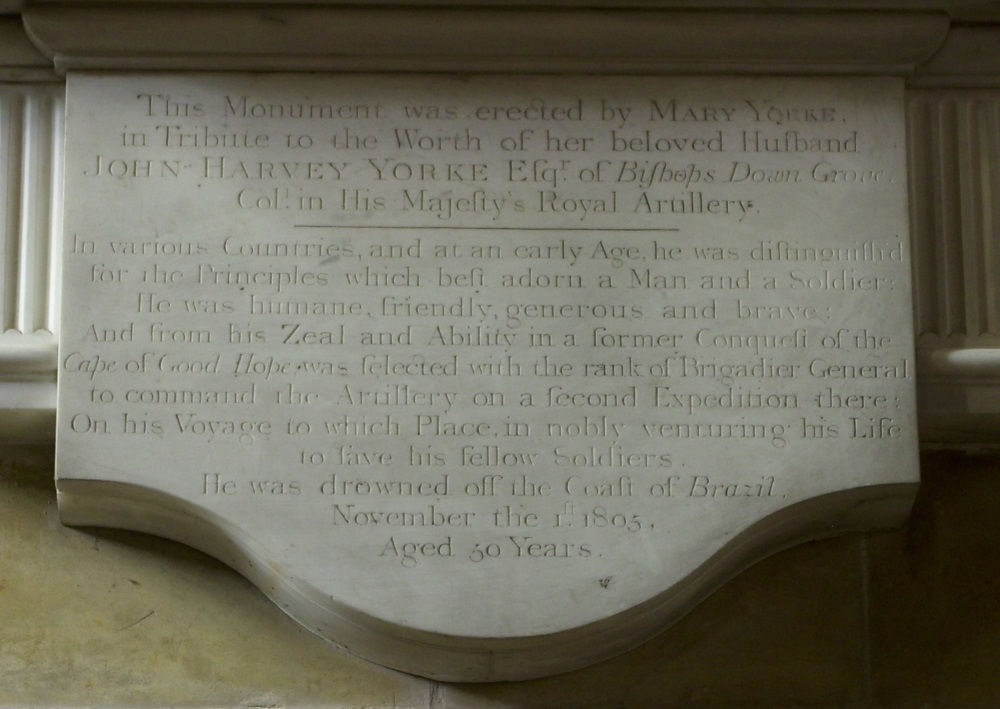 This Monument was erected by MARY YORKE,
in Tribute to the Worth of her beloved Huſband
JOHN HARVEY YORKE Eſqr. of Biſhops Down Grove,
Col! in His Majeſty's Royal Artillery.
In various Countries, and at an early Age, he was diſtinguiſh'd
for the Principles which beſt adorn a Man and a Soldier:
He was humane, friendly, generous and brave:
And from his Zeal and Ability in a former Conqueſt of the
Cape of Good Hope, was ſelected with the rank of Brigadier General
to command the Artillery on a ſecond Expedition there:
On his Voyage to which Place, in nobly venturing his Life
to ſave his fellow Soldiers.
He was drowned off the Coaſt of Brazil,
November the 1ſt. 1805,
Aged 50 Years.